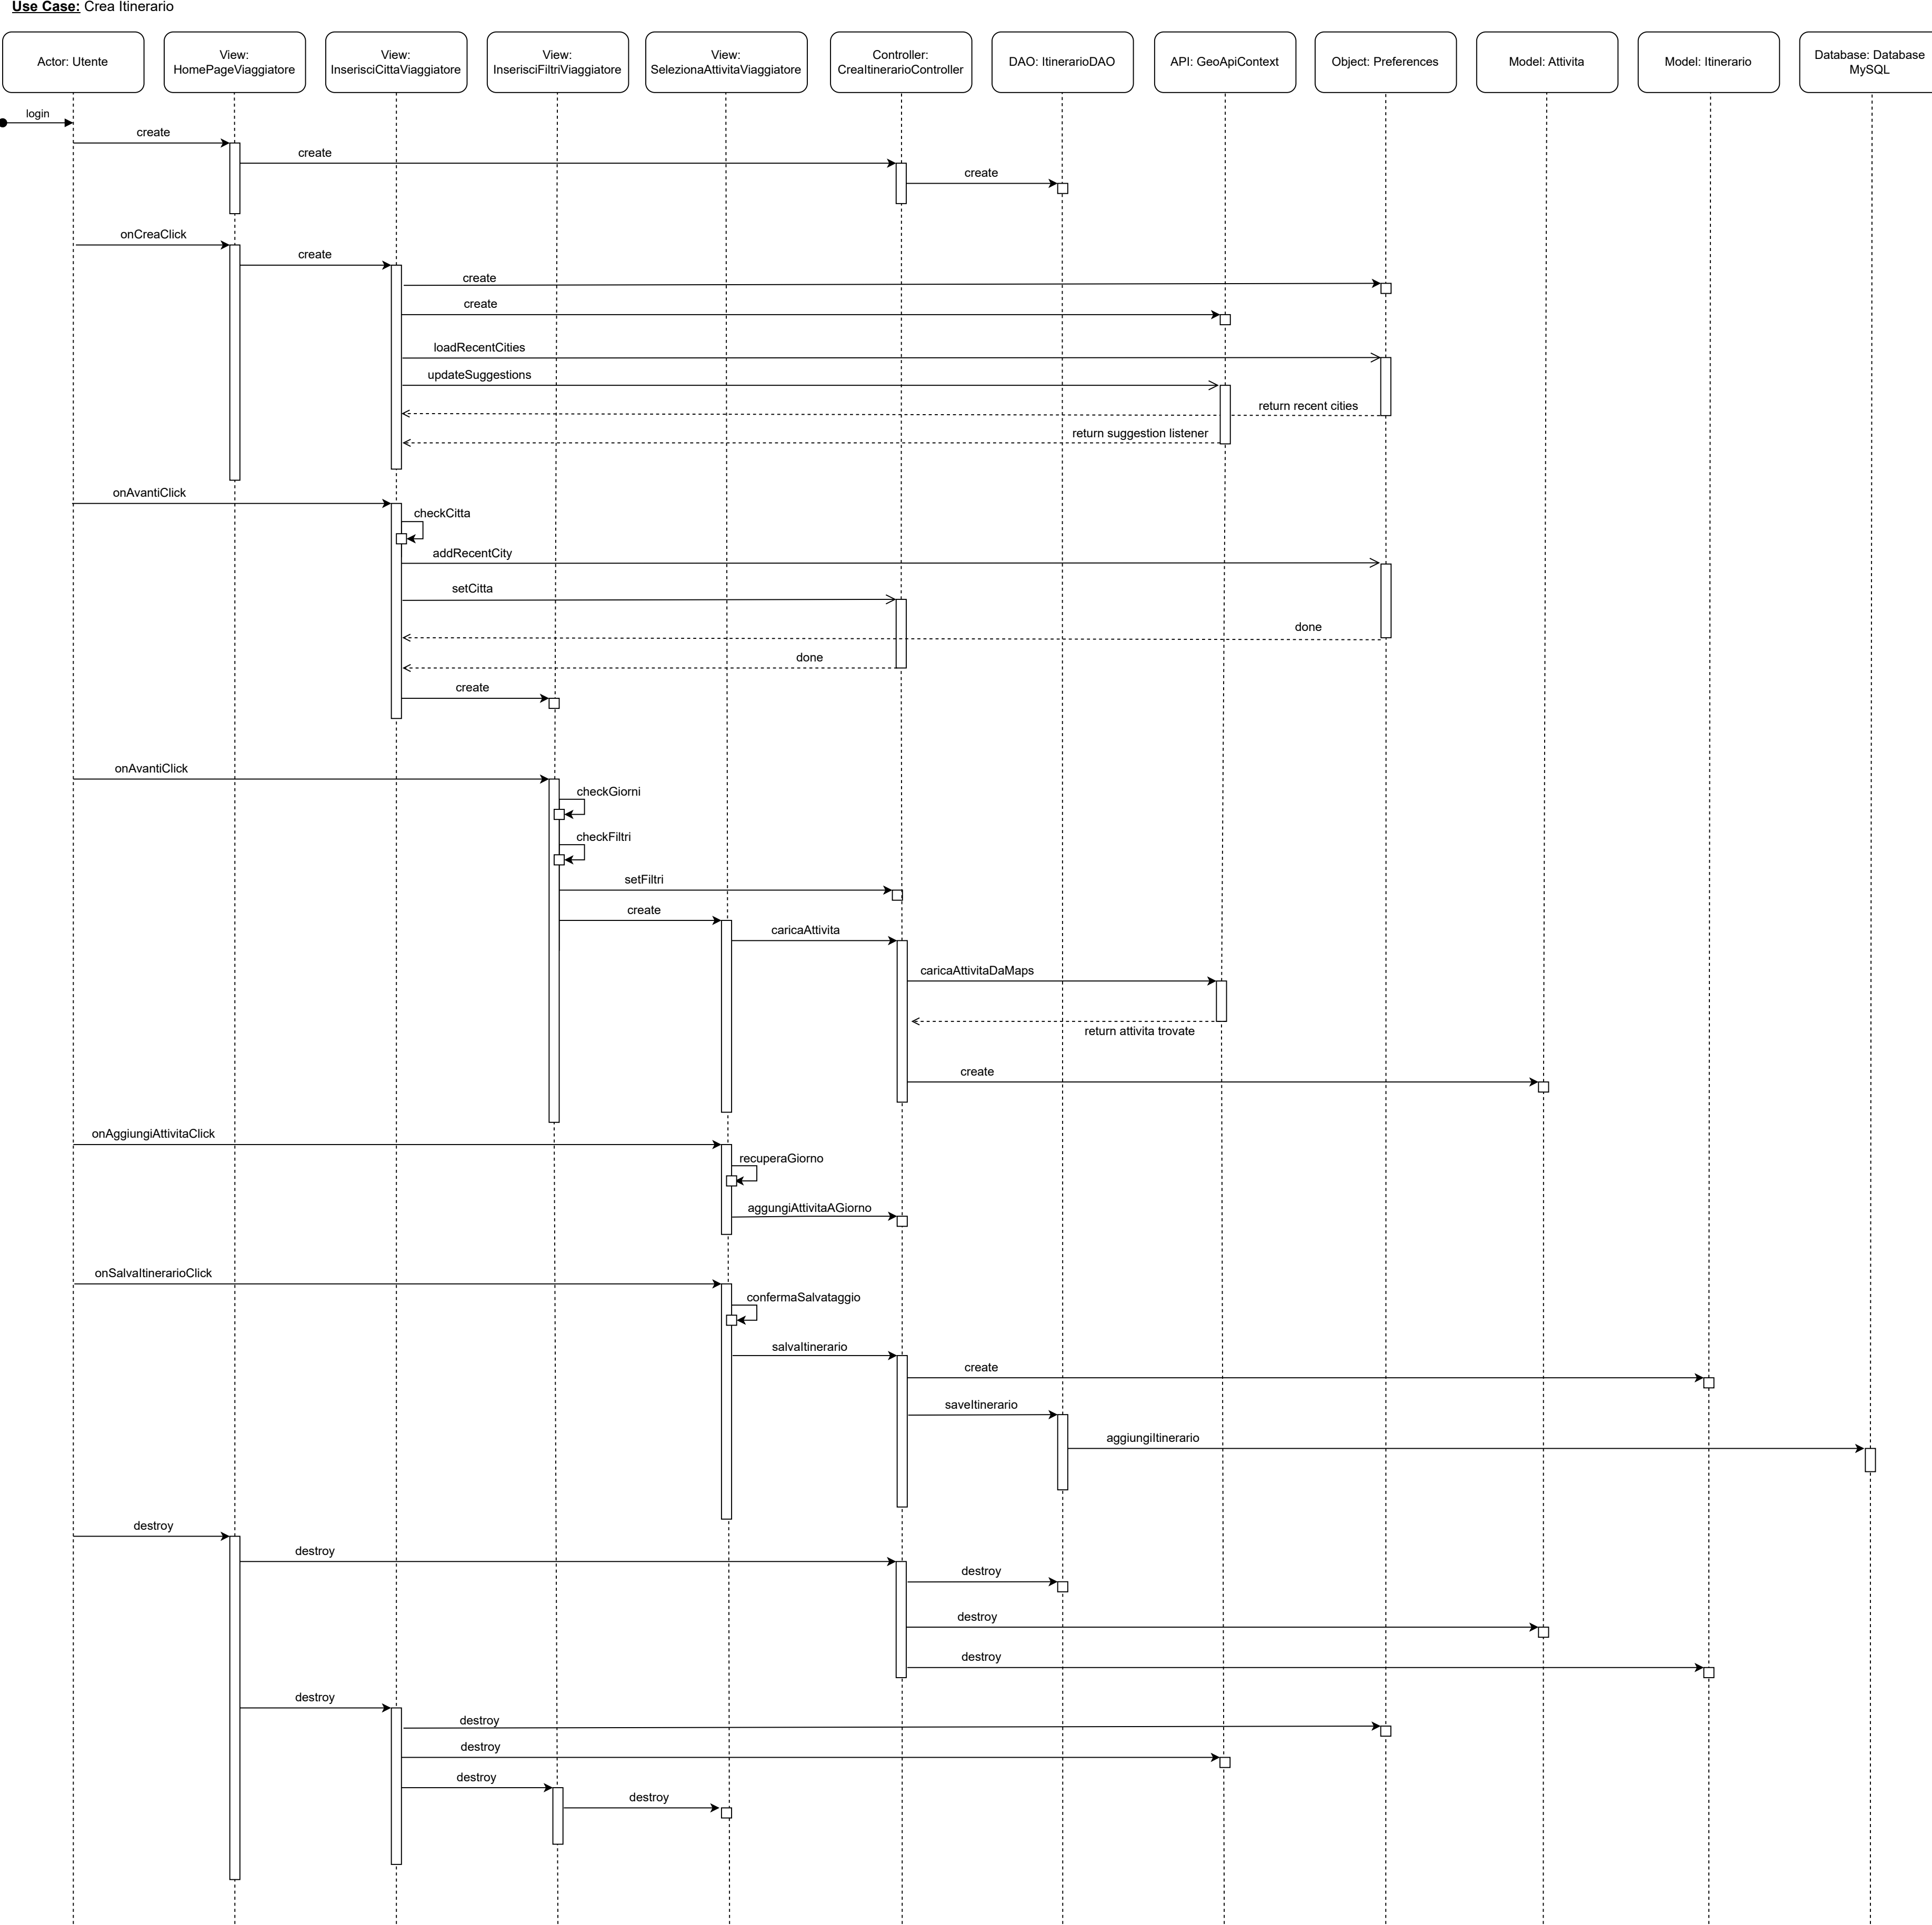 Use Case: Crea Itinerario
Actor: Utente
View:
HomePageViaggiatore
View:
InserisciCittaViaggiatore
View:
InserisciFiltriViaggiatore
View:
SelezionaAttivitaViaggiatore
Controller:
CreaItinerarioController
DAO: ItinerarioDAO
API: GeoApiContext
Object: Preferences
Model: Attivita
Model: Itinerario
Database: Database
MySQL
login
create
create
create
onCreaClick
create
create
create
loadRecentCities
updateSuggestions
return recent cities
return suggestion listener
onAvantiClick
checkCitta
addRecentCity
setCitta
done
done
create
onAvantiClick
checkGiorni
checkFiltri
setFiltri
create
caricaAttivita
caricaAttivitaDaMaps
return attivita trovate
create
onAggiungiAttivitaClick
recuperaGiorno
aggungiAttivitaAGiorno
onSalvaItinerarioClick
confermaSalvataggio
salvaItinerario
create
saveItinerario
aggiungiItinerario
destroy
destroy
destroy
destroy
destroy
destroy
destroy
destroy
destroy
destroy